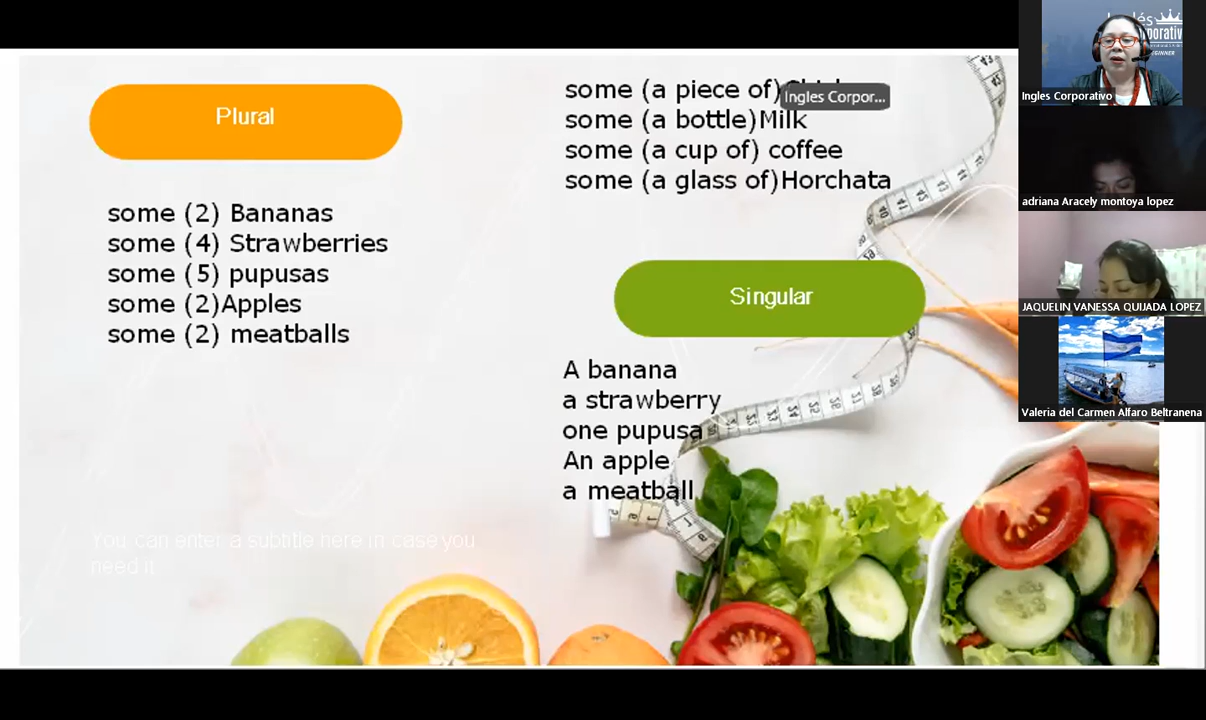 Plural
some (2) Bananas
some (4) Strawberries
some (5) pupusas
some (2)Apples
some (2) meatballs
You can enter a subtitle here in case you
need it
some (a piece of)
some (a bottle)Milk
some (a cup of) coffee
some (a glass of)Horchata
Ingles Corpor...
Singular
A banana
a strawberry
one pupusa
An apple
a meatball
Ingles Corporativo
adriana Aracely montoya lopez
JAQUELIN VANESSA QUIJADA LOPEZ
Valeria del Carmen Alfaro Beltranena